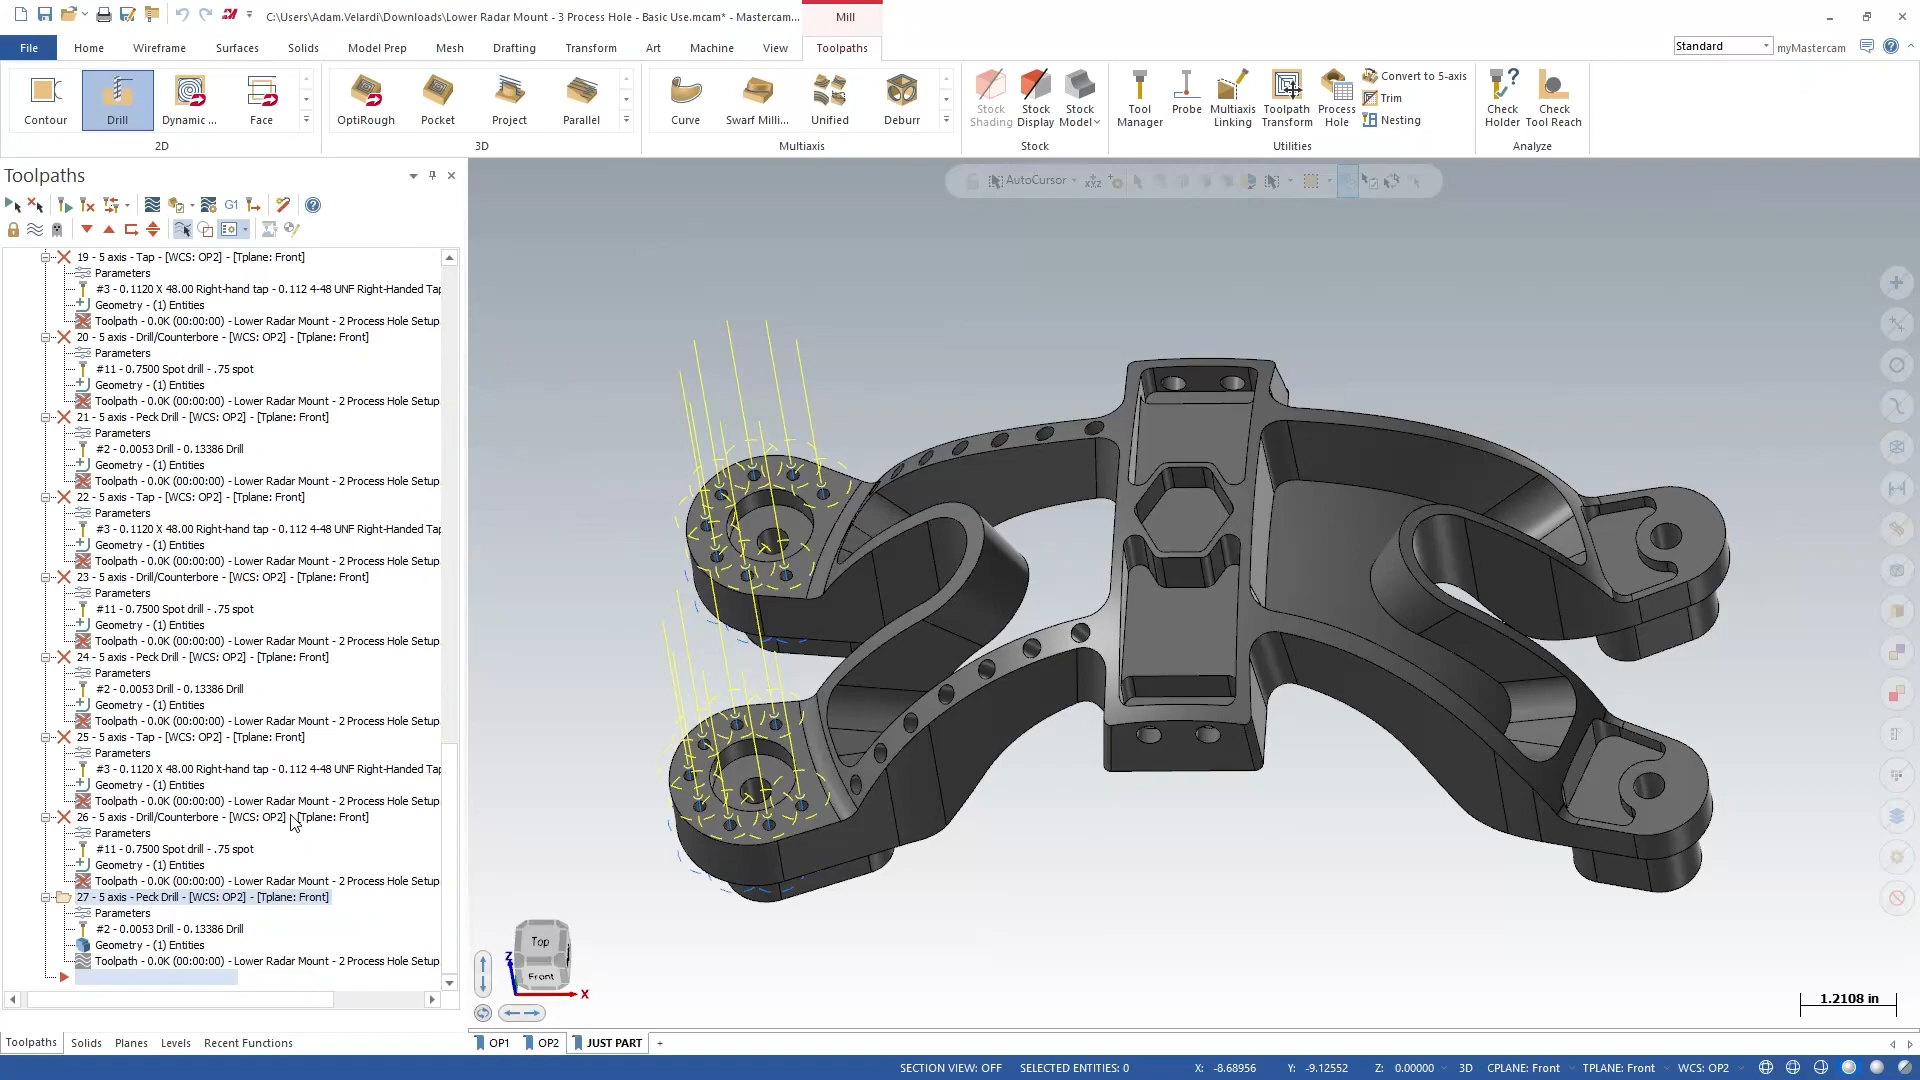 C:\Users\Adam.Velardi\Downloads\Lower Radar Mount - 3 Process Hole - Basic Use.mcam* - Mastercam...
Mill
File
Home
Wireframe
Surfaces
Solids
Model Prep
Mesh
Drafting
Transform
Art
Machine
View
Toolpaths
Standard
myMastercam
Contour
Drill
Dynamic ...
Face
2D
OptiRough
Pocket
Project
Parallel
3D
Curve
Swarf Milli...
Unified
Deburr
Multiaxis
Stock Shading
Stock Display
Stock Model
Stock
Tool Manager
Probe
Multiaxis Linking
Toolpath Transform
Process Hole
Convert to 5-axis
Trim
Nesting
Utilities
Check Holder
Check Tool Reach
Analyze
Toolpaths
G1
AutoCursor
XYZ
19 - 5 axis - Tap - [WCS: OP2] - [Tplane: Front]
Parameters
#3 - 0.1120 X 48.00 Right-hand tap - 0.112 4-48 UNF Right-Handed Tap
Geometry - (1) Entities
Toolpath - 0.0K (00:00:00) - Lower Radar Mount - 2 Process Hole Setup
20 - 5 axis - Drill/Counterbore - [WCS: OP2] - [Tplane: Front]
Parameters
#11 - 0.7500 Spot drill - .75 spot
Geometry - (1) Entities
Toolpath - 0.0K (00:00:00) - Lower Radar Mount - 2 Process Hole Setup
21 - 5 axis - Peck Drill - [WCS: OP2] - [Tplane: Front]
Parameters
#2 - 0.0053 Drill - 0.13386 Drill
Geometry - (1) Entities
Toolpath - 0.0K (00:00:00) - Lower Radar Mount - 2 Process Hole Setup
22 - 5 axis - Tap - [WCS: OP2] - [Tplane: Front]
Parameters
#3 - 0.1120 X 48.00 Right-hand tap - 0.112 4-48 UNF Right-Handed Tap
Geometry - (1) Entities
Toolpath - 0.0K (00:00:00) - Lower Radar Mount - 2 Process Hole Setup
23 - 5 axis - Drill/Counterbore - [WCS: OP2] - [Tplane: Front]
Parameters
#11 - 0.7500 Spot drill - .75 spot
Geometry - (1) Entities
Toolpath - 0.0K (00:00:00) - Lower Radar Mount - 2 Process Hole Setup
24 - 5 axis - Peck Drill - [WCS: OP2] - [Tplane: Front]
Parameters
#2 - 0.0053 Drill - 0.13386 Drill
Geometry - (1) Entities
Toolpath - 0.0K (00:00:00) - Lower Radar Mount - 2 Process Hole Setup
25 - 5 axis - Tap - [WCS: OP2] - [Tplane: Front]
Parameters
#3 - 0.1120 X 48.00 Right-hand tap - 0.112 4-48 UNF Right-Handed Tap
Geometry - (1) Entities
Toolpath - 0.0K (00:00:00) - Lower Radar Mount - 2 Process Hole Setup
26 - 5 axis - Drill/Counterbore - [WCS: OP2] - [Tplane: Front]
Parameters
#11 - 0.7500 Spot drill - .75 spot
Geometry - (1) Entities
Toolpath - 0.0K (00:00:00) - Lower Radar Mount - 2 Process Hole Setup
27 - 5 axis - Peck Drill - [WCS: OP2] - [Tplane: Front]
Parameters
#2 - 0.0053 Drill - 0.13386 Drill
Geometry - (1) Entities
Toolpath - 0.0K (00:00:00) - Lower Radar Mount - 2 Process Hole Setup
Top
Front
Z
X
1.2108 in
Toolpaths
Solids
Planes
Levels
Recent Functions
OP1
OP2
JUST PART
+
SECTION VIEW: OFF
SELECTED ENTITIES: 0
X: -8.68956
Y: -9.12552
Z: 0.00000
3D
CPLANE: Front
TPLANE: Front
WCS: OP2